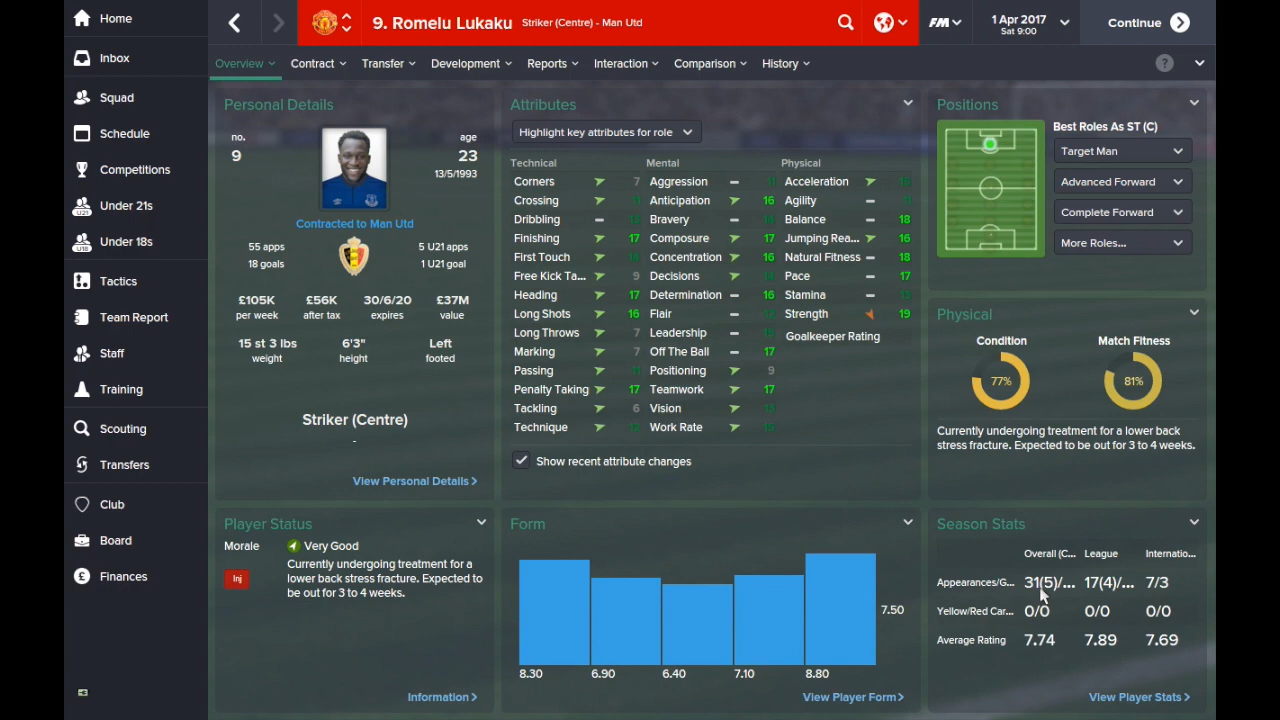 Home
Inbox
Squad
Schedule
Competitions
Under 21s
Under 18s
Tactics
Team Report
Staff
Training
Scouting
Transfers
Club
Board
Finances
9. Romelu Lukaku Striker (Centre) - Man Utd
FM
1 Apr 2017
Sat 9:00
Continue
Overview Contract Transfer Development Reports Interaction Comparison History
Personal Details
no.
9
age
23
13/5/1993
Contracted to Man Utd
55 apps
18 goals
5 U21 apps
1 U21 goal
£105K £56K 30/6/20 £37M
per week after tax expires value
15 st 3 lbs 6'3" Left
weight height footed
Striker (Centre)
-
View Personal Details >
Attributes
Highlight key attributes for role
Technical Mental Physical
Corners 7 Aggression Acceleration
Crossing Anticipation 16 Agility
Dribbling Bravery Balance 18
Finishing 17 Composure 17 Jumping Rea... 16
First Touch Concentration 16 Natural Fitness 18
Free Kick Ta... 9 Decisions Pace 17
Heading 17 Determination 16 Stamina
Long Shots 16 Flair Strength 19
Long Throws 7 Leadership Goalkeeper Rating
Marking 7 Off The Ball 17
Passing Positioning 9
Penalty Taking 17 Teamwork 17
Tackling 6 Vision
Technique Work Rate
Show recent attribute changes
Positions
Best Roles As ST (C)
Target Man
Advanced Forward
Complete Forward
More Roles...
Physical
Condition Match Fitness
77% 81%
Currently undergoing treatment for a lower back
stress fracture. Expected to be out for 3 to 4 weeks.
Player Status
Morale Very Good
Inj
Currently undergoing treatment for a
lower back stress fracture. Expected to
be out for 3 to 4 weeks.
Information >
Form
7.50
8.30 6.90 6.40 7.10 8.80
View Player Form >
Season Stats
Overall (C... League Internatio...
Appearances/G... 31(5)/... 17(4)/... 7/3
Yellow/Red Car... 0/0 0/0 0/0
Average Rating 7.74 7.89 7.69
View Player Stats >